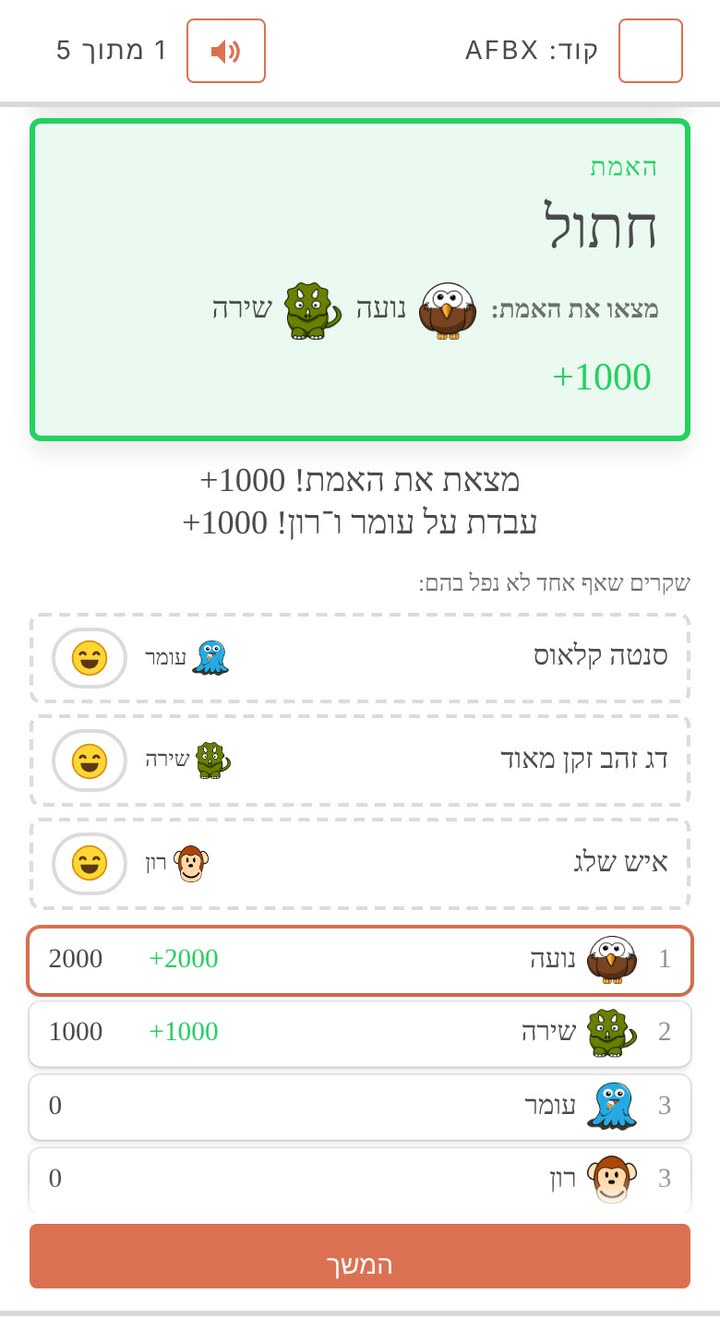 קוד: AFBX
1 מתוך 5
האמת
חתול
מצאו את האמת: נועה שירה
+1000
מצאת את האמת! 1000+
עבדת על עומר ו־רון! 1000+
שקרים שאף אחד לא נפל בהם:
סנטה קלאוס עומר
דג זהב זקן מאוד שירה
איש שלג רון
1 נועה +2000 2000
2 שירה +1000 1000
3 עומר 0
3 רון 0
המשך